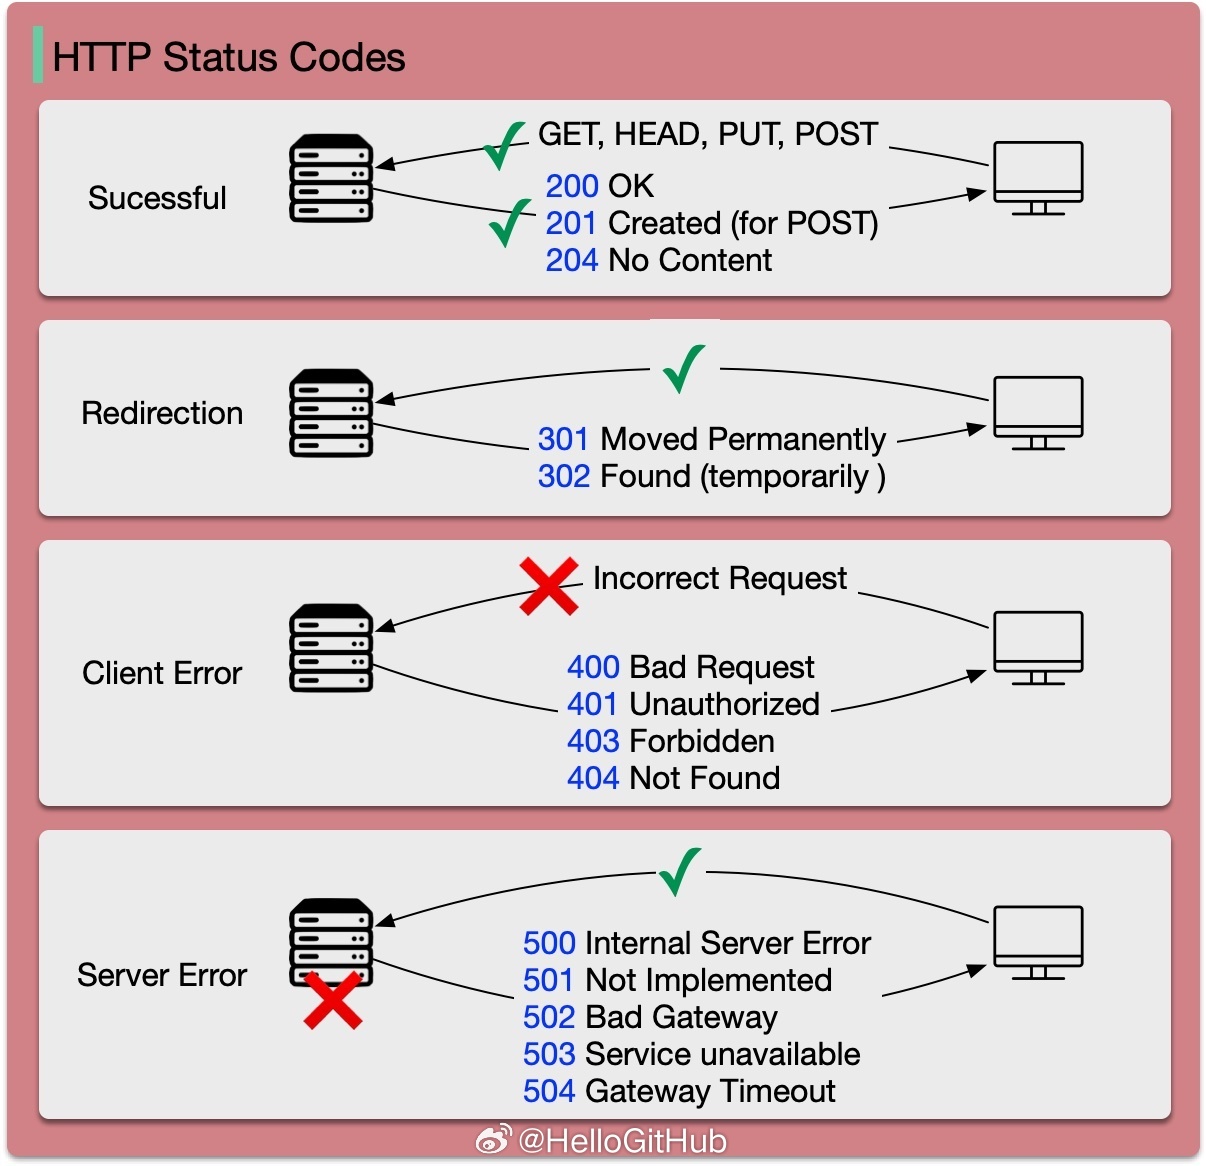 HTTP Status Codes
Sucessful
GET, HEAD, PUT, POST
200 OK
201 Created (for POST)
204 No Content
Redirection
301 Moved Permanently
302 Found (temporarily )
Client Error
Incorrect Request
400 Bad Request
401 Unauthorized
403 Forbidden
404 Not Found
Server Error
500 Internal Server Error
501 Not Implemented
502 Bad Gateway
503 Service unavailable
504 Gateway Timeout
@HelloGitHub